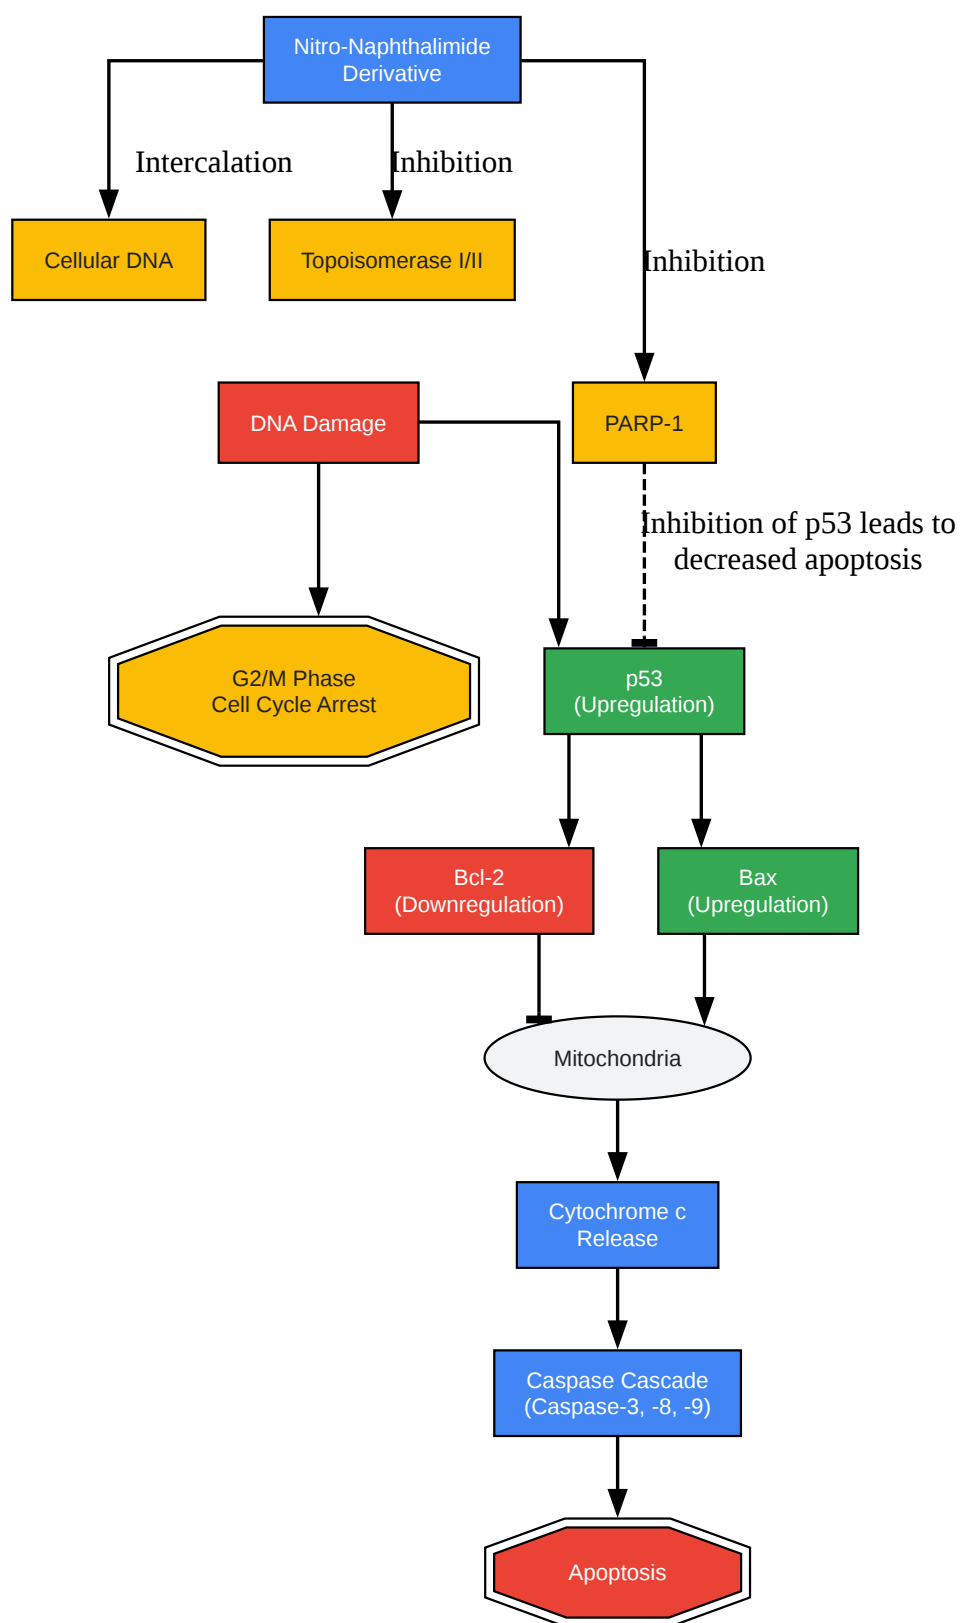 Nitro-Naphthalimide
Derivative
Intercalation
Inhibition
Cellular DNA
Topoisomerase I/II
Inhibition
DNA Damage
PARP-1
Inhibition of p53 leads to
decreased apoptosis
G2/M Phase
Cell Cycle Arrest
p53
(Upregulation)
Bcl-2
(Downregulation)
Bax
(Upregulation)
Mitochondria
Cytochrome c
Release
Caspase Cascade
(Caspase-3, -8, -9)
Apoptosis